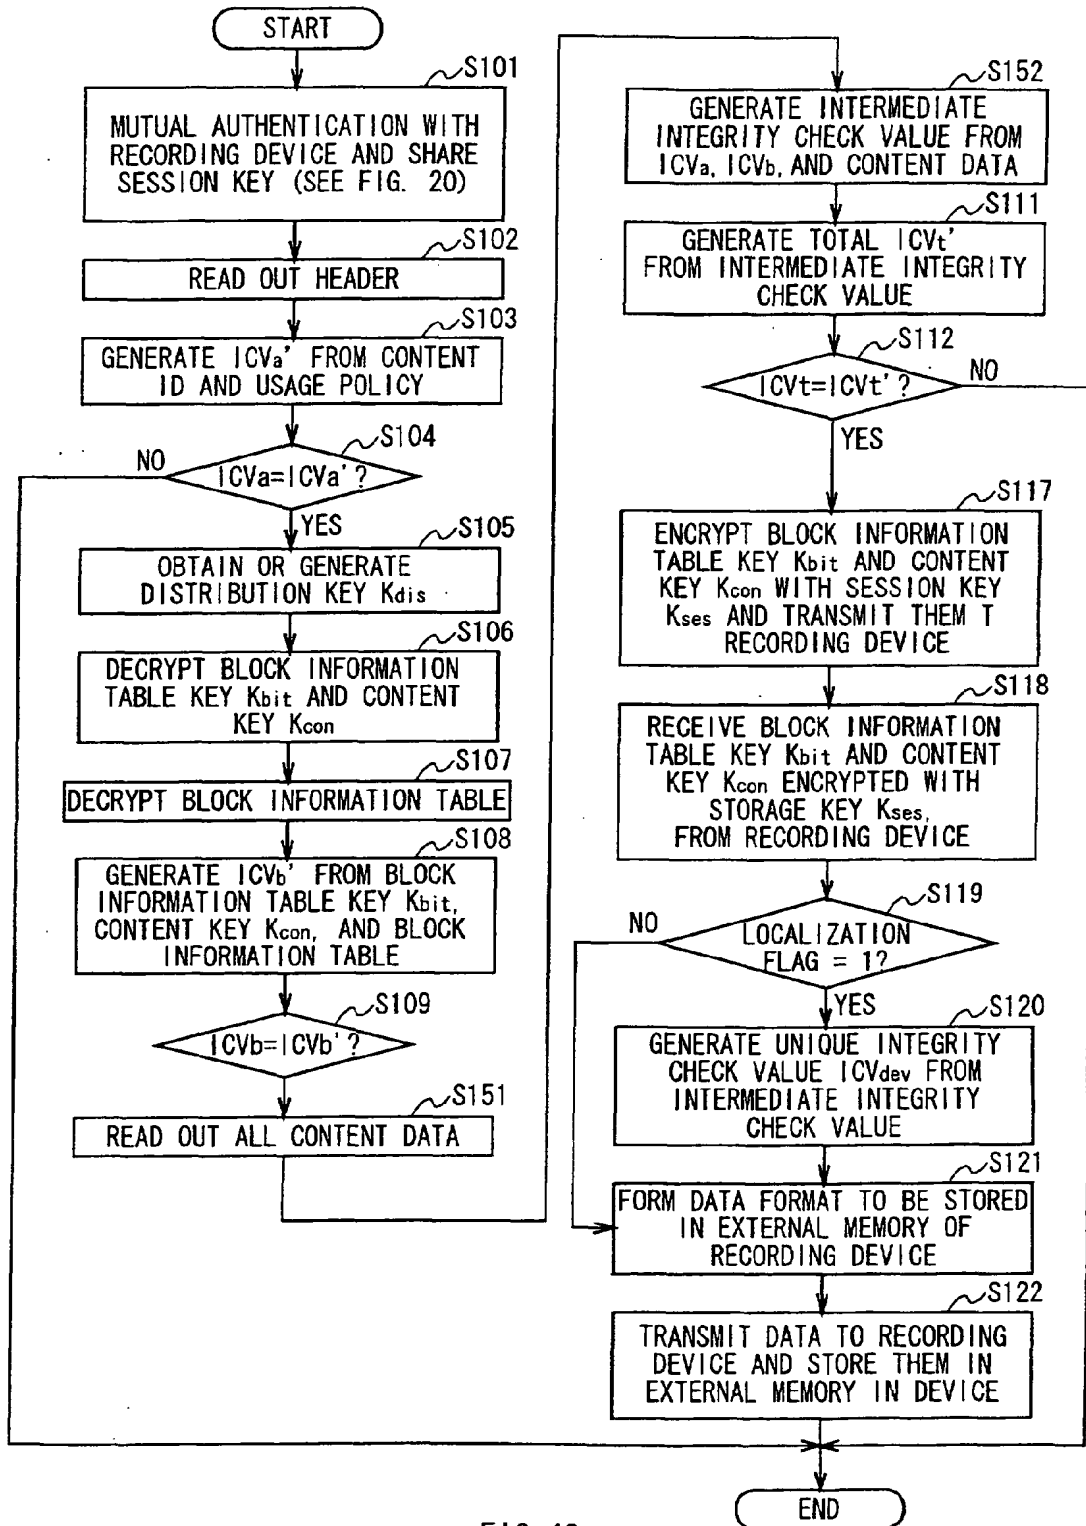 START
S101
MUTUAL AUTHENTICATION WITH
RECORDING DEVICE AND SHARE
SESSION KEY (SEE FIG. 20)
S102
READ OUT HEADER
S103
GENERATE ICVa' FROM CONTENT
ID AND USAGE POLICY
S104
NO
ICVa=ICVa'?
YES
S105
OBTAIN OR GENERATE
DISTRIBUTION KEY Kdis
S106
DECRYPT BLOCK INFORMATION
TABLE KEY Kbit AND CONTENT
KEY Kcon
S107
DECRYPT BLOCK INFORMATION TABLE
S108
GENERATE ICVb' FROM BLOCK
INFORMATION TABLE KEY Kbit,
CONTENT KEY Kcon, AND BLOCK
INFORMATION TABLE
S109
ICVb=ICVb'?
S151
READ OUT ALL CONTENT DATA
S152
GENERATE INTERMEDIATE
INTEGRITY CHECK VALUE FROM
ICVa, ICVb, AND CONTENT DATA
S111
GENERATE TOTAL ICVt'
FROM INTERMEDIATE INTEGRITY
CHECK VALUE
S112
ICVt=ICVt'?
NO
YES
S117
ENCRYPT BLOCK INFORMATION
TABLE KEY Kbit AND CONTENT
KEY Kcon WITH SESSION KEY
Kses AND TRANSMIT THEM T
RECORDING DEVICE
S118
RECEIVE BLOCK INFORMATION
TABLE KEY Kbit AND CONTENT
KEY Kcon ENCRYPTED WITH
STORAGE KEY Kses,
FROM RECORDING DEVICE
S119
NO
LOCALIZATION
FLAG = 1?
YES
S120
GENERATE UNIQUE INTEGRITY
CHECK VALUE ICVdev FROM
INTERMEDIATE INTEGRITY
CHECK VALUE
S121
FORM DATA FORMAT TO BE STORED
IN EXTERNAL MEMORY OF
RECORDING DEVICE
S122
TRANSMIT DATA TO RECORDING
DEVICE AND STORE THEM IN
EXTERNAL MEMORY IN DEVICE
END